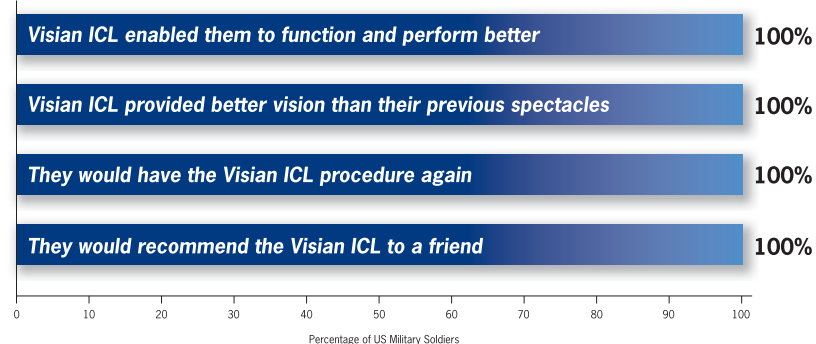 Visian ICL enabled them to function and perform better 100%
Visian ICL provided better vision than their previous spectacles 100%
They would have the Visian ICL procedure again 100%
They would recommend the Visian ICL to a friend 100%
0 10 20 30 40 50 60 70 80 90 100
Percentage of US Military Soldiers